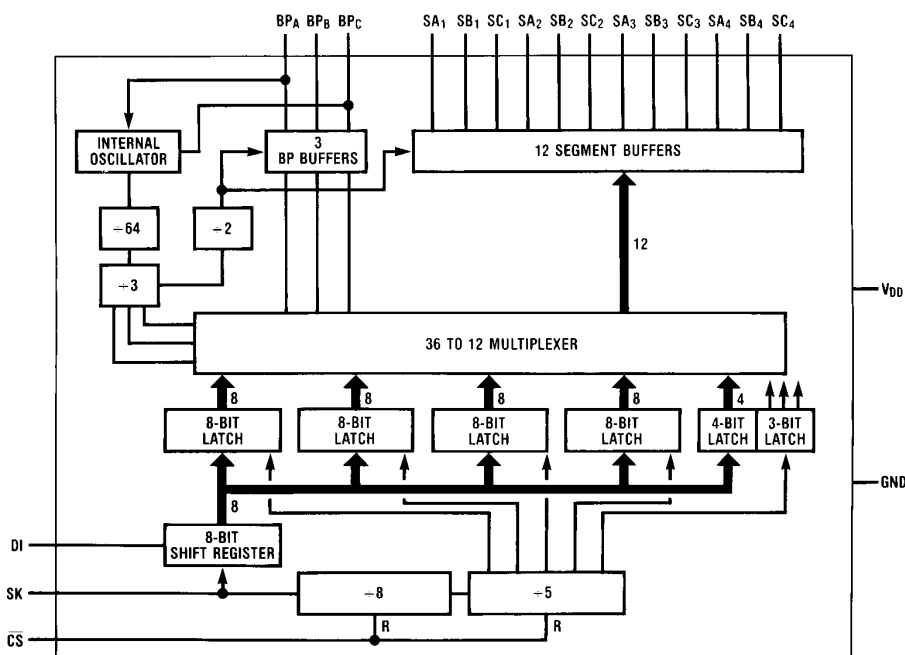 BPA BPB BPC SA1 SB1 SC1 SA2 SB2 SC2 SA3 SB3 SC3 SA4 SB4 SC4
INTERNAL
OSCILLATOR
3
BP BUFFERS
12 SEGMENT BUFFERS
÷64
÷2
12
÷3
VDD
36 TO 12 MULTIPLEXER
8 8 8 8 4
8-BIT
LATCH
8-BIT
LATCH
8-BIT
LATCH
8-BIT
LATCH
4-BIT
LATCH
3-BIT
LATCH
GND
8
DI
8-BIT
SHIFT REGISTER
SK
÷8
÷5
R R
C̅S̅